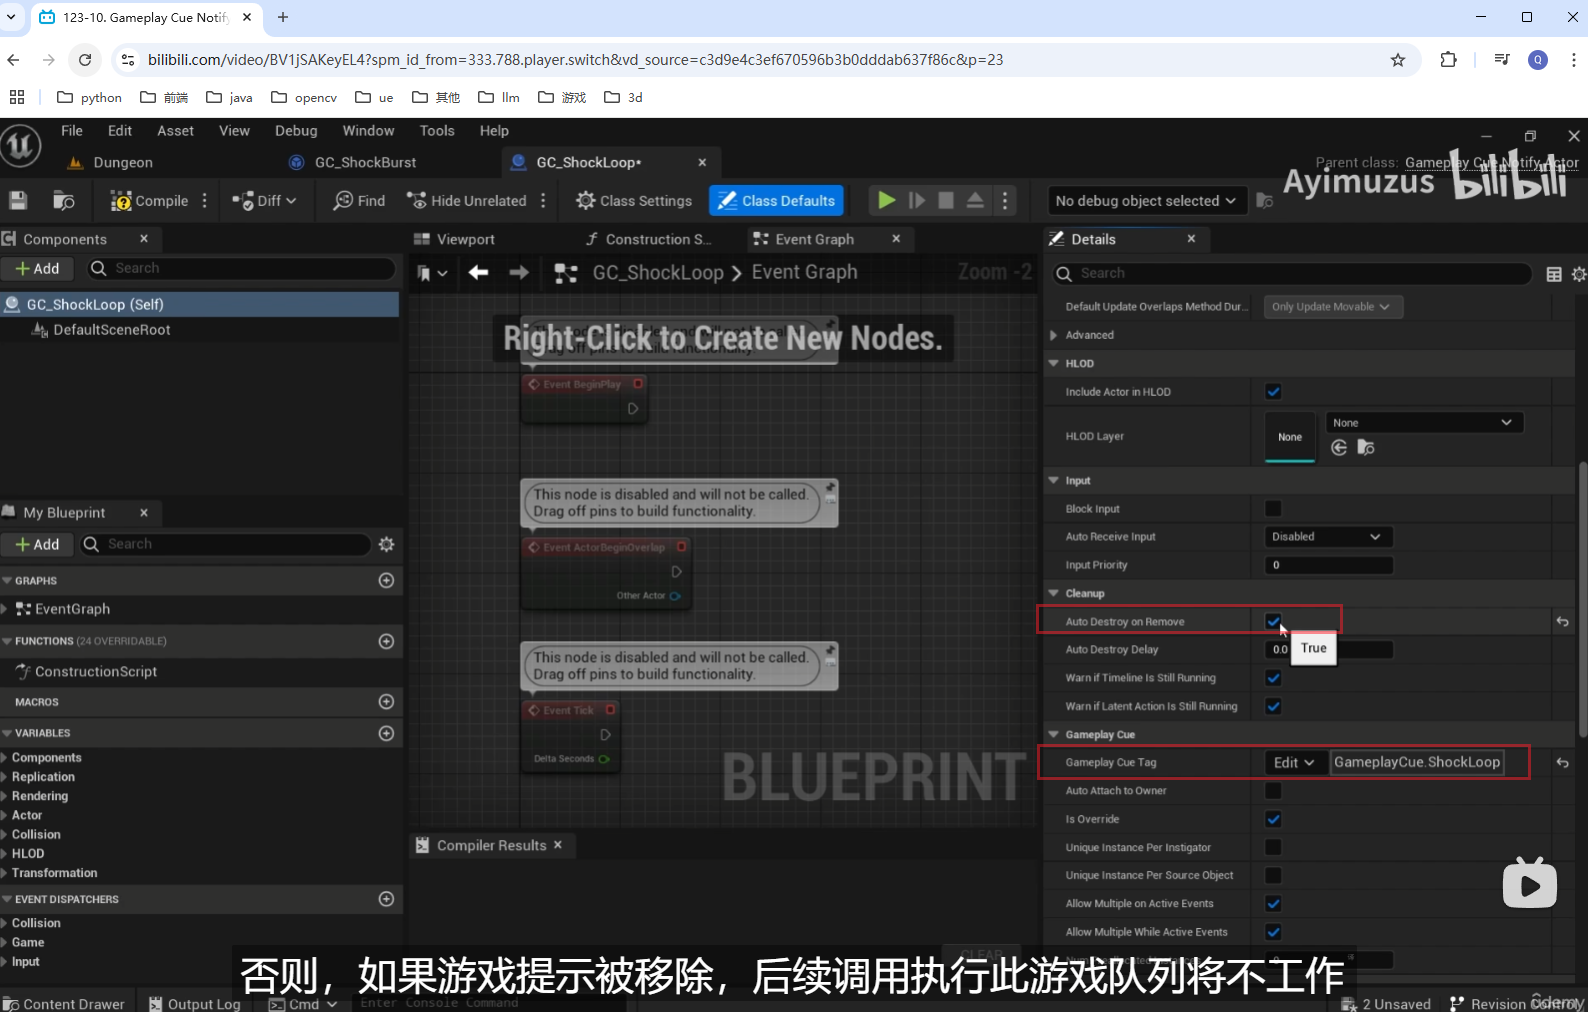 123-10. Gameplay Cue Notify
bilibili.com/video/BV1jSAKeyEL4?spm_id_from=333.788.player.switch&vd_source=c3d9e4c3ef670596b3b0dddab637f86c&p=23
Q
python
前端
java
opencv
ue
其他
llm
游戏
3d
File Edit Asset View Debug Window Tools Help
Dungeon
GC_ShockBurst
GC_ShockLoop•
Parent class: Gameplay Cue Notify Actor
Ayimuzus bilibili
Compile
Diff
Find
Hide Unrelated
Class Settings
Class Defaults
No debug object selected
Components
Add
Search
GC_ShockLoop (Self)
DefaultSceneRoot
My Blueprint
Add
Search
GRAPHS
EventGraph
FUNCTIONS (24 OVERRIDABLE)
ConstructionScript
MACROS
VARIABLES
Components
Replication
Rendering
Actor
Collision
HLOD
Transformation
EVENT DISPATCHERS
Collision
Game
Input
Viewport
Construction S...
Event Graph
GC_ShockLoop > Event Graph
Zoom -2
Right-Click to Create New Nodes.
Event BeginPlay
This node is disabled and will not be called.
Drag off pins to build functionality.
Event ActorBeginOverlap
Other Actor
This node is disabled and will not be called.
Drag off pins to build functionality.
Event Tick
Delta Seconds
BLUEPRINT
Compiler Results
CLEAR
Details
Search
Default Update Overlaps Method Dur... Only Update Movable
Advanced
HLOD
Include Actor in HLOD
HLOD Layer
None
None
Input
Block Input
Auto Receive Input Disabled
Input Priority 0
Cleanup
Auto Destroy on Remove
Auto Destroy Delay 0.0
True
Warn if Timeline Is Still Running
Warn if Latent Action Is Still Running
Gameplay Cue
Gameplay Cue Tag Edit GameplayCue.ShockLoop
Auto Attach to Owner
Is Override
Unique Instance Per Instigator
Unique Instance Per Source Object
Allow Multiple on Active Events
Allow Multiple While Active Events
否则，如果游戏提示被移除，后续调用执行此游戏队列将不工作
Content Drawer
Output Log
Cmd
Enter Console Command
2 Unsaved
Revision Control
ûdemy